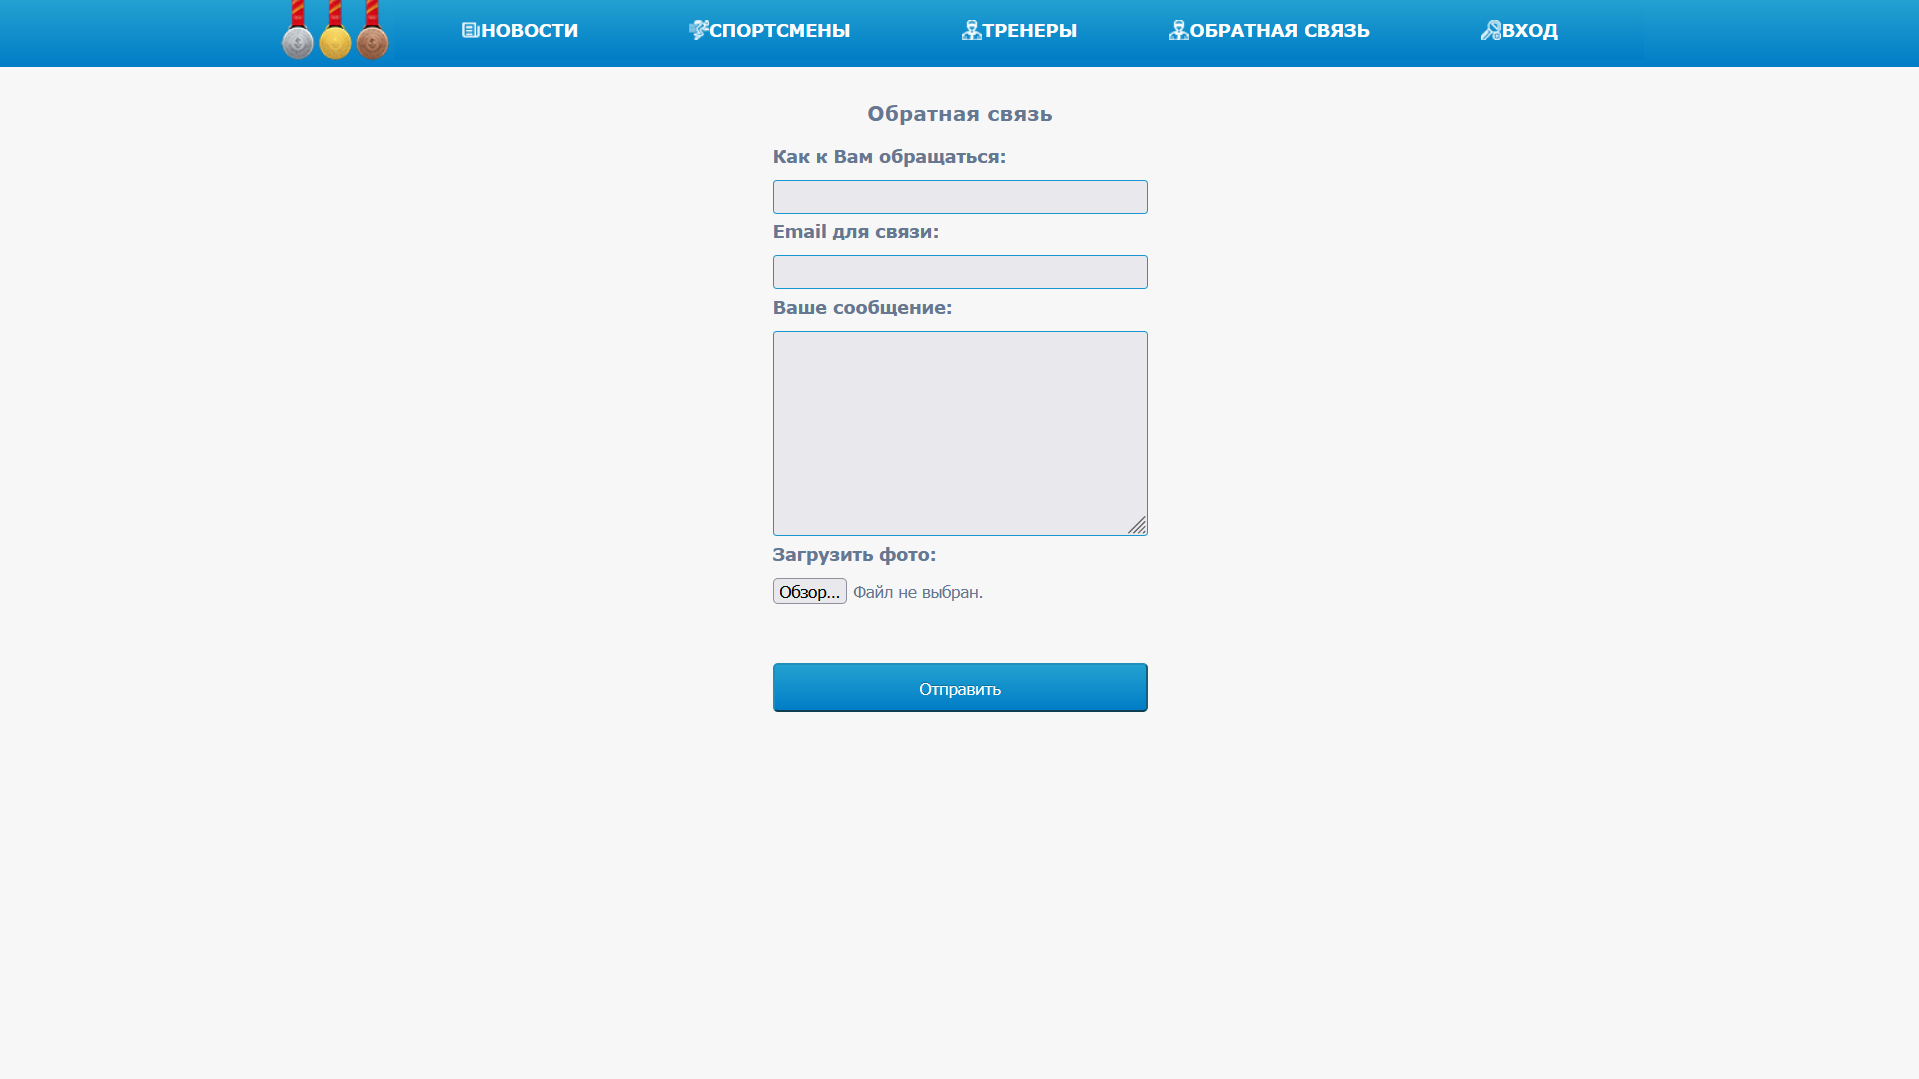 НОВОСТИ СПОРТСМЕНЫ ТРЕНЕРЫ ОБРАТНАЯ СВЯЗЬ ВХОД
Обратная связь
Как к Вам обращаться:
Email для связи:
Ваше сообщение:
Загрузить фото:
Обзор... Файл не выбран.
Отправить